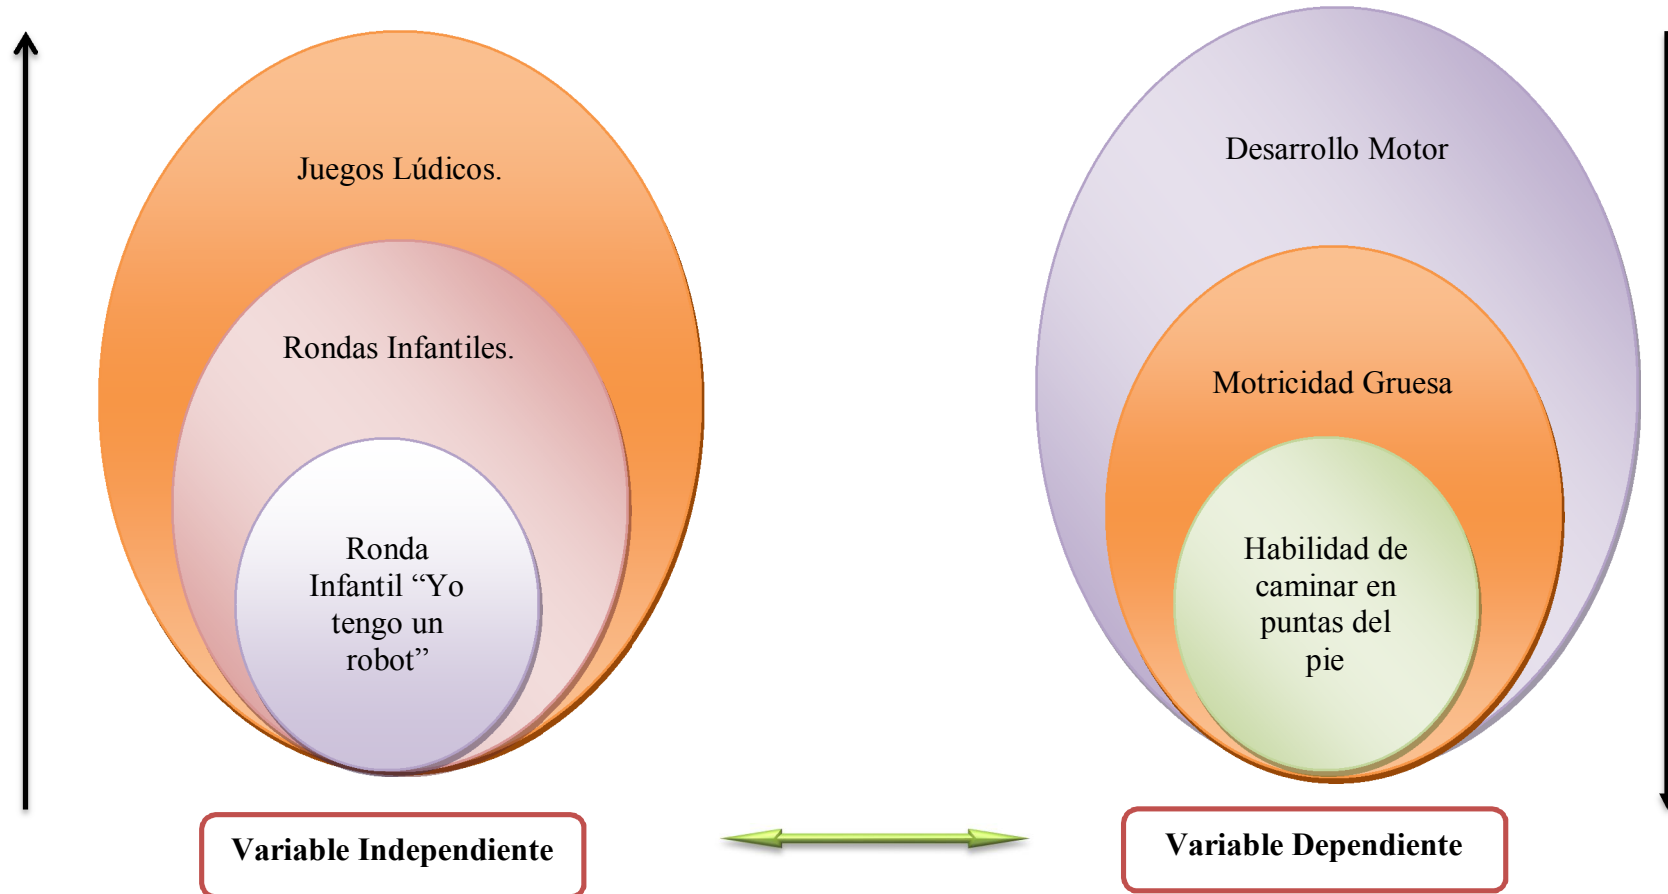 Juegos Lúdicos.
Rondas Infantiles.
Ronda
Infantil “Yo
tengo un
robot”
Variable Independiente
Desarrollo Motor
Motricidad Gruesa
Habilidad de
caminar en
puntas del
pie
Variable Dependiente